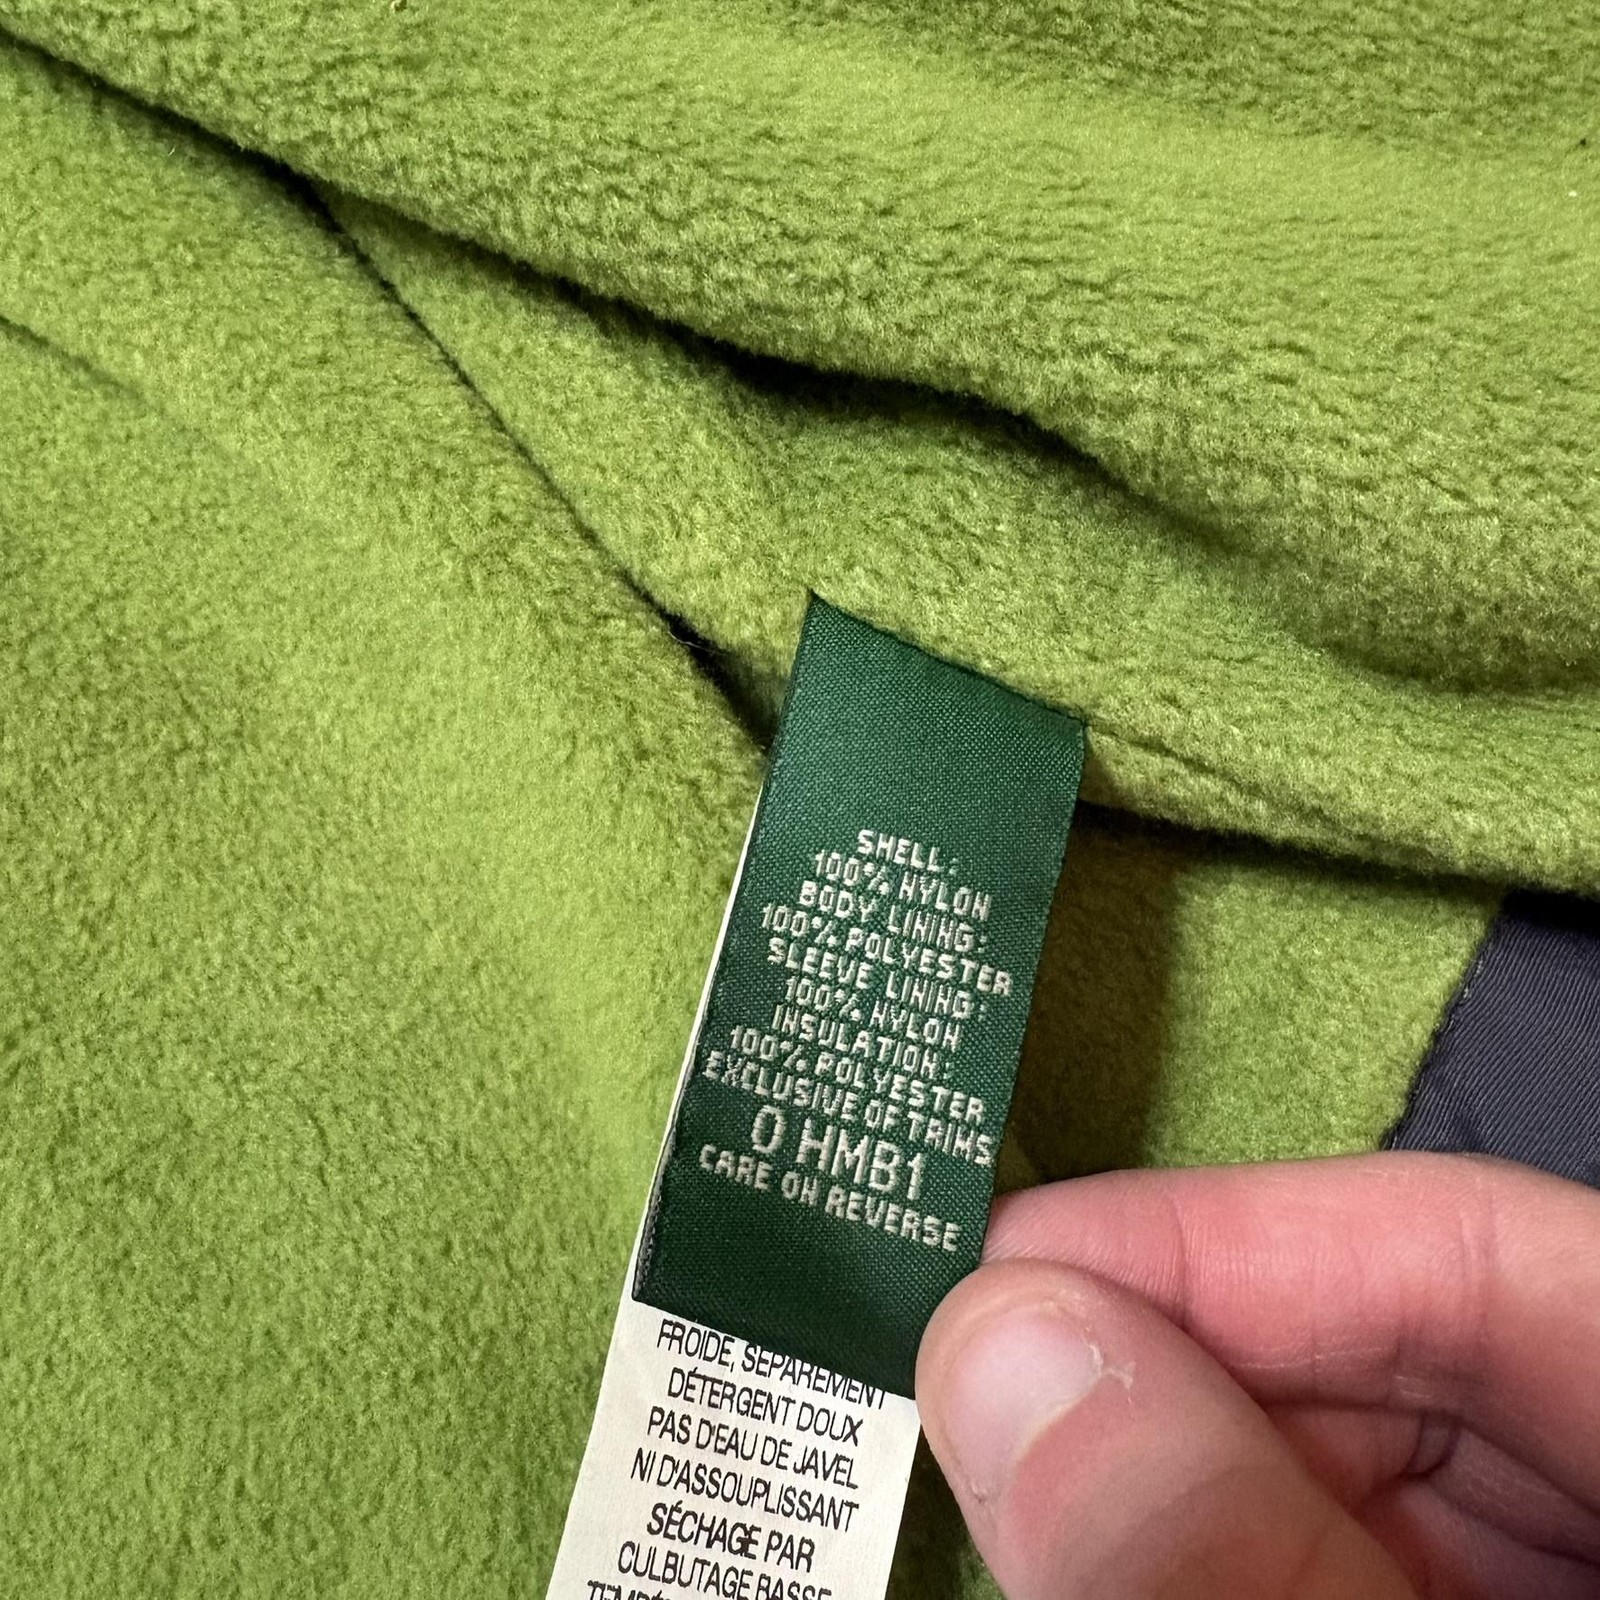 SHELL:
100% NYLON
BODY LINING:
100% POLYESTER
SLEEVE LINING:
100% NYLON
INSULATION:
100% POLYESTER
EXCLUSIVE OF TRIMS
0 HMB1
CARE ON REVERSE
FROIDE, SÉPARÉMENT
DÉTERGENT DOUX
PAS D'EAU DE JAVEL
NI D'ASSOUPLISSANT
SÉCHAGE PAR
CULBUTAGE BASSE